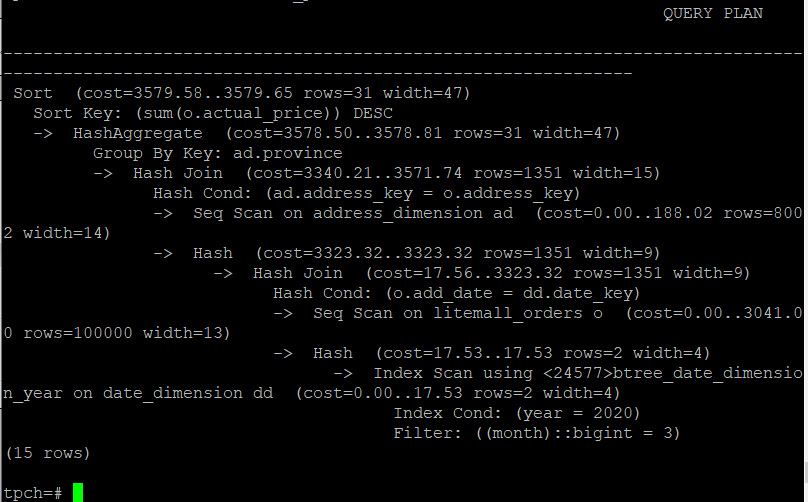 QUERY PLAN
--------------------------------------------------------------------------------
---------------------------------------------------------------
Sort  (cost=3579.58..3579.65 rows=31 width=47)
Sort Key: (sum(o.actual_price)) DESC
->  HashAggregate  (cost=3578.50..3578.81 rows=31 width=47)
Group By Key: ad.province
->  Hash Join  (cost=3340.21..3571.74 rows=1351 width=15)
Hash Cond: (ad.address_key = o.address_key)
->  Seq Scan on address_dimension ad  (cost=0.00..188.02 rows=800
2 width=14)
->  Hash  (cost=3323.32..3323.32 rows=1351 width=9)
->  Hash Join  (cost=17.56..3323.32 rows=1351 width=9)
Hash Cond: (o.add_date = dd.date_key)
->  Seq Scan on litemall_orders o  (cost=0.00..3041.0
0 rows=100000 width=13)
->  Hash  (cost=17.53..17.53 rows=2 width=4)
->  Index Scan using <24577>btree_date_dimensio
n_year on date_dimension dd  (cost=0.00..17.53 rows=2 width=4)
Index Cond: (year = 2020)
Filter: ((month)::bigint = 3)
(15 rows)
tpch=#